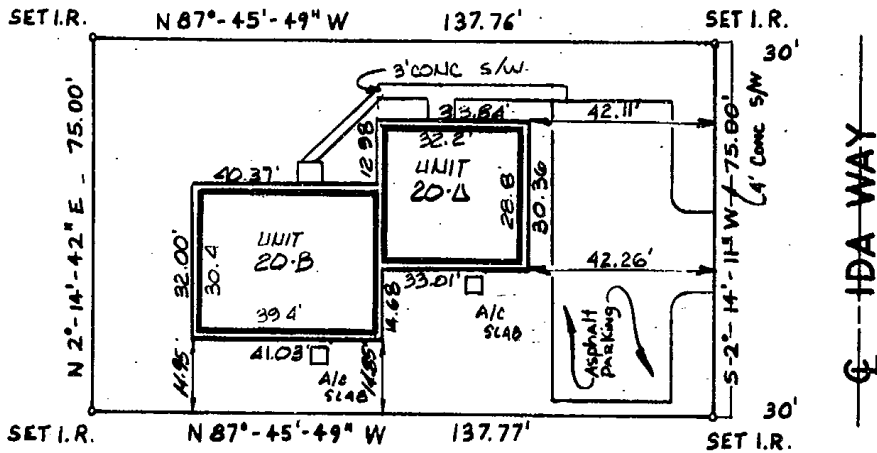 SET I.R. N 87°-45'-49" W 137.76' SET I.R.
30'
3' CONC S/W
33.84'
42.11'
32.2'
12.98
UNIT
20-A
28.8'
30.36
40.37'
UNIT
20-B
32.00'
30.4
39.4'
33.01'
42.26'
14.68
A/C
SLAB
41.03'
A/C
SLAB
14.95'
14.85'
Asphalt
PARKING
N 2°-14'-42" E - 75.00'
S-2°-14'-11" W - 75.00'
4' CONC S/W
℄ IDA WAY
30'
SET I.R. N 87°-45'-49" W 137.77' SET I.R.